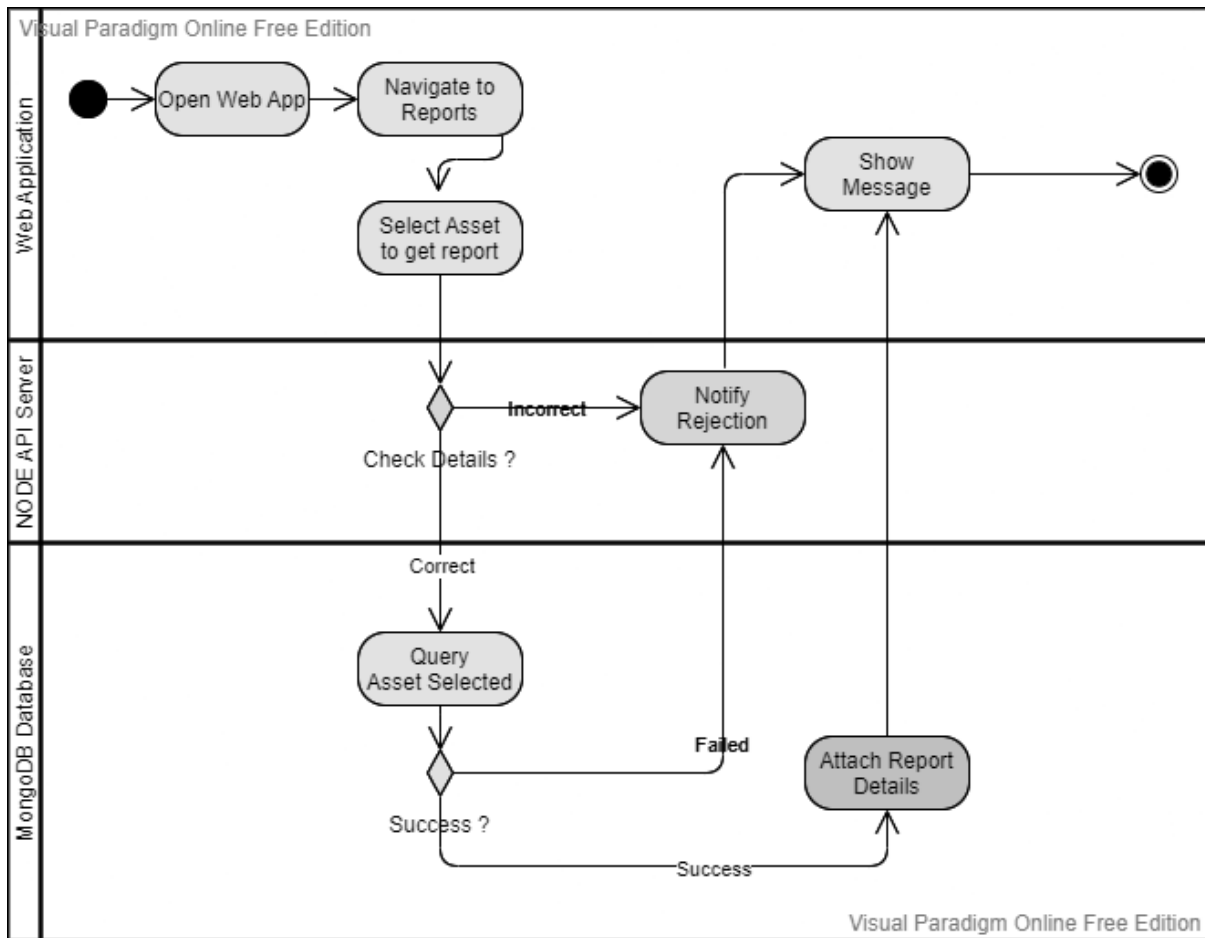 Visual Paradigm Online Free Edition
Web Application
Open Web App
Navigate to
Reports
Select Asset
to get report
Show
Message
NODE API Server
Incorrect
Notify
Rejection
Check Details ?
MongoDB Database
Correct
Query
Asset Selected
Failed
Success ?
Attach Report
Details
Success
Visual Paradigm Online Free Edition